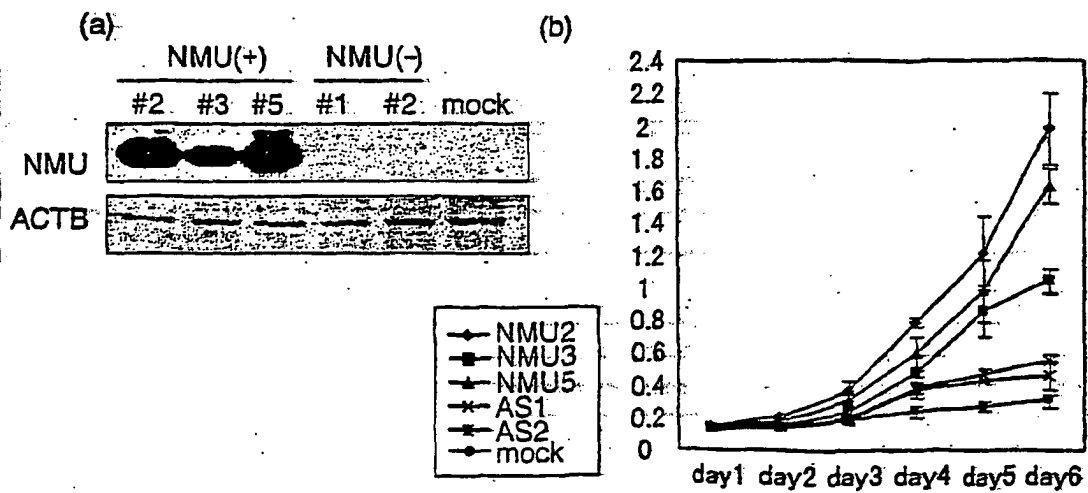 (a)
NMU(+) NMU(-)
#2 #3 #5 #1 #2 mock
NMU
ACTB
(b)
2.4
2.2
2
1.8
1.6
1.4
1.2
1
0.8
0.6
0.4
0.2
0
day1 day2 day3 day4 day5 day6
NMU2
NMU3
NMU5
AS1
AS2
mock